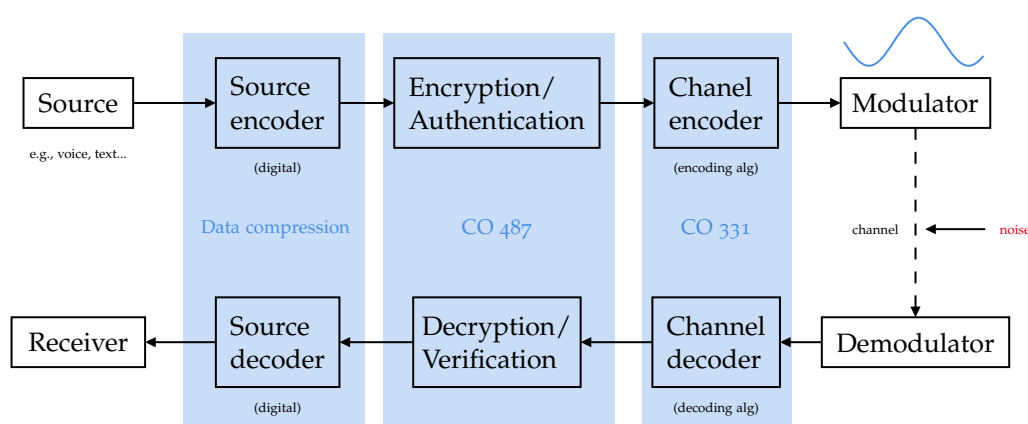 Source
e.g., voice, text...
Source
encoder
(digital)
Encryption/
Authentication
Chanel
encoder
(encoding alg)
Modulator
Data compression
CO 487
CO 331
channel
noise
Receiver
Source
decoder
(digital)
Decryption/
Verification
Channel
decoder
(decoding alg)
Demodulator